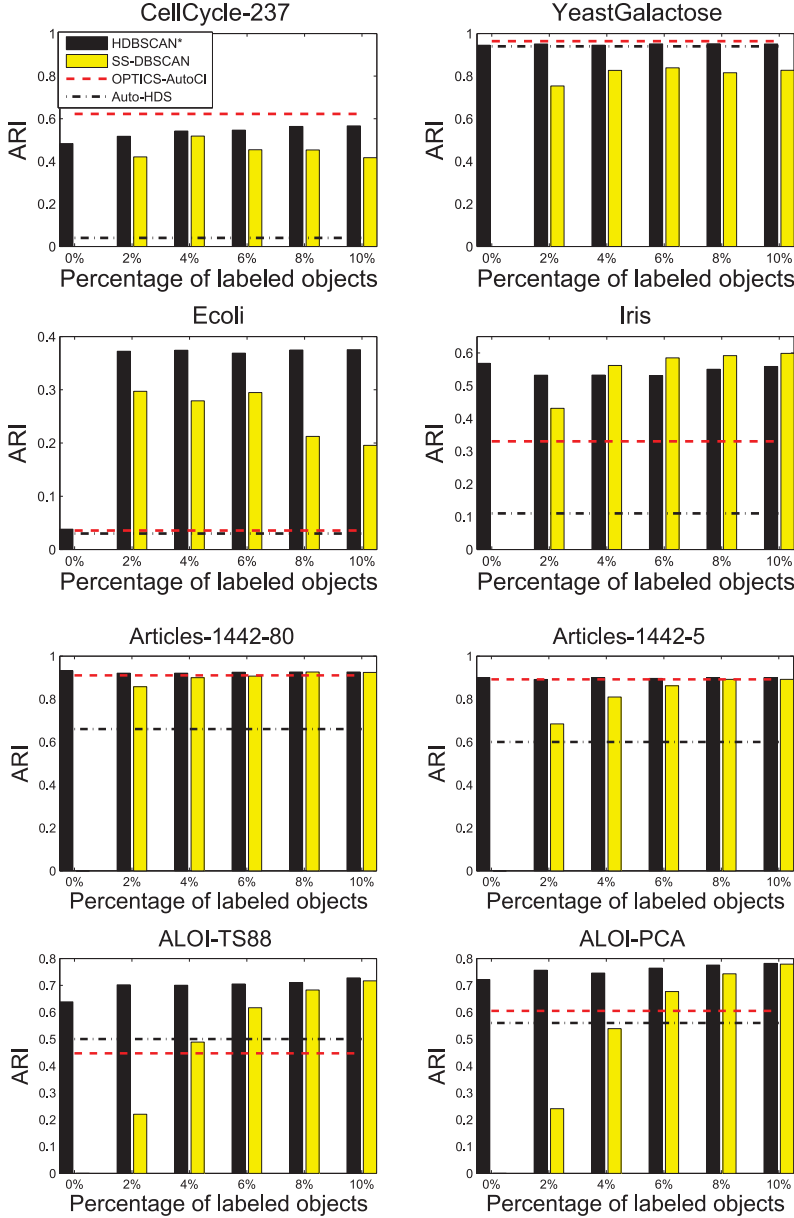 CellCycle-237
1
HDBSCAN*
SS-DBSCAN
OPTICS-AutoCl
Auto-HDS
0.6
0.4
0.2
0
ARI
0% 2% 4% 6% 8% 10%
Percentage of labeled objects
YeastGalactose
1
0.8
0.6
0.4
0.2
0
ARI
0% 2% 4% 6% 8% 10%
Percentage of labeled objects
Ecoli
0.4
0.3
0.2
0.1
0
ARI
0% 2% 4% 6% 8% 10%
Percentage of labeled objects
Iris
0.6
0.5
0.4
0.3
0.2
0.1
0
ARI
0% 2% 4% 6% 8% 10%
Percentage of labeled objects
Articles-1442-80
1
0.8
0.6
0.4
0.2
0
ARI
0% 2% 4% 6% 8% 10%
Percentage of labeled objects
Articles-1442-5
1
0.8
0.6
0.4
0.2
0
ARI
0% 2% 4% 6% 8% 10%
Percentage of labeled objects
ALOI-TS88
0.8
0.7
0.6
0.5
0.4
0.3
0.2
0.1
0
ARI
0% 2% 4% 6% 8% 10%
Percentage of labeled objects
ALOI-PCA
0.8
0.7
0.6
0.5
0.4
0.3
0.2
0.1
0
ARI
0% 2% 4% 6% 8% 10%
Percentage of labeled objects